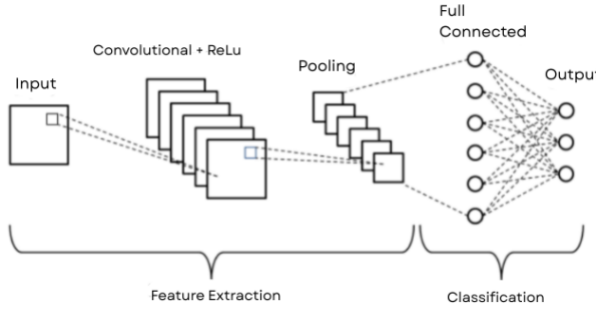 Full
Connected
Convolutional + ReLu
Pooling
Input
Output
Feature Extraction
Classification